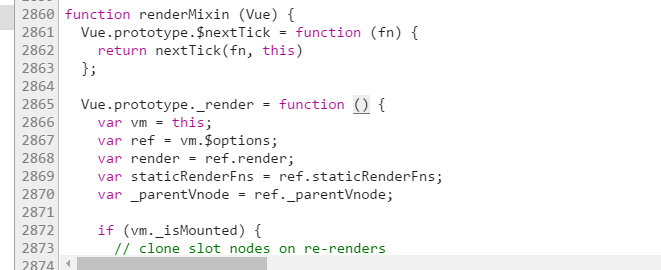 2860 function renderMixin (Vue) {
2861   Vue.prototype.$nextTick = function (fn) {
2862     return nextTick(fn, this)
2863   };
2864
2865   Vue.prototype._render = function () {
2866     var vm = this;
2867     var ref = vm.$options;
2868     var render = ref.render;
2869     var staticRenderFns = ref.staticRenderFns;
2870     var _parentVnode = ref._parentVnode;
2871
2872     if (vm._isMounted) {
2873       // clone slot nodes on re-renders
2874